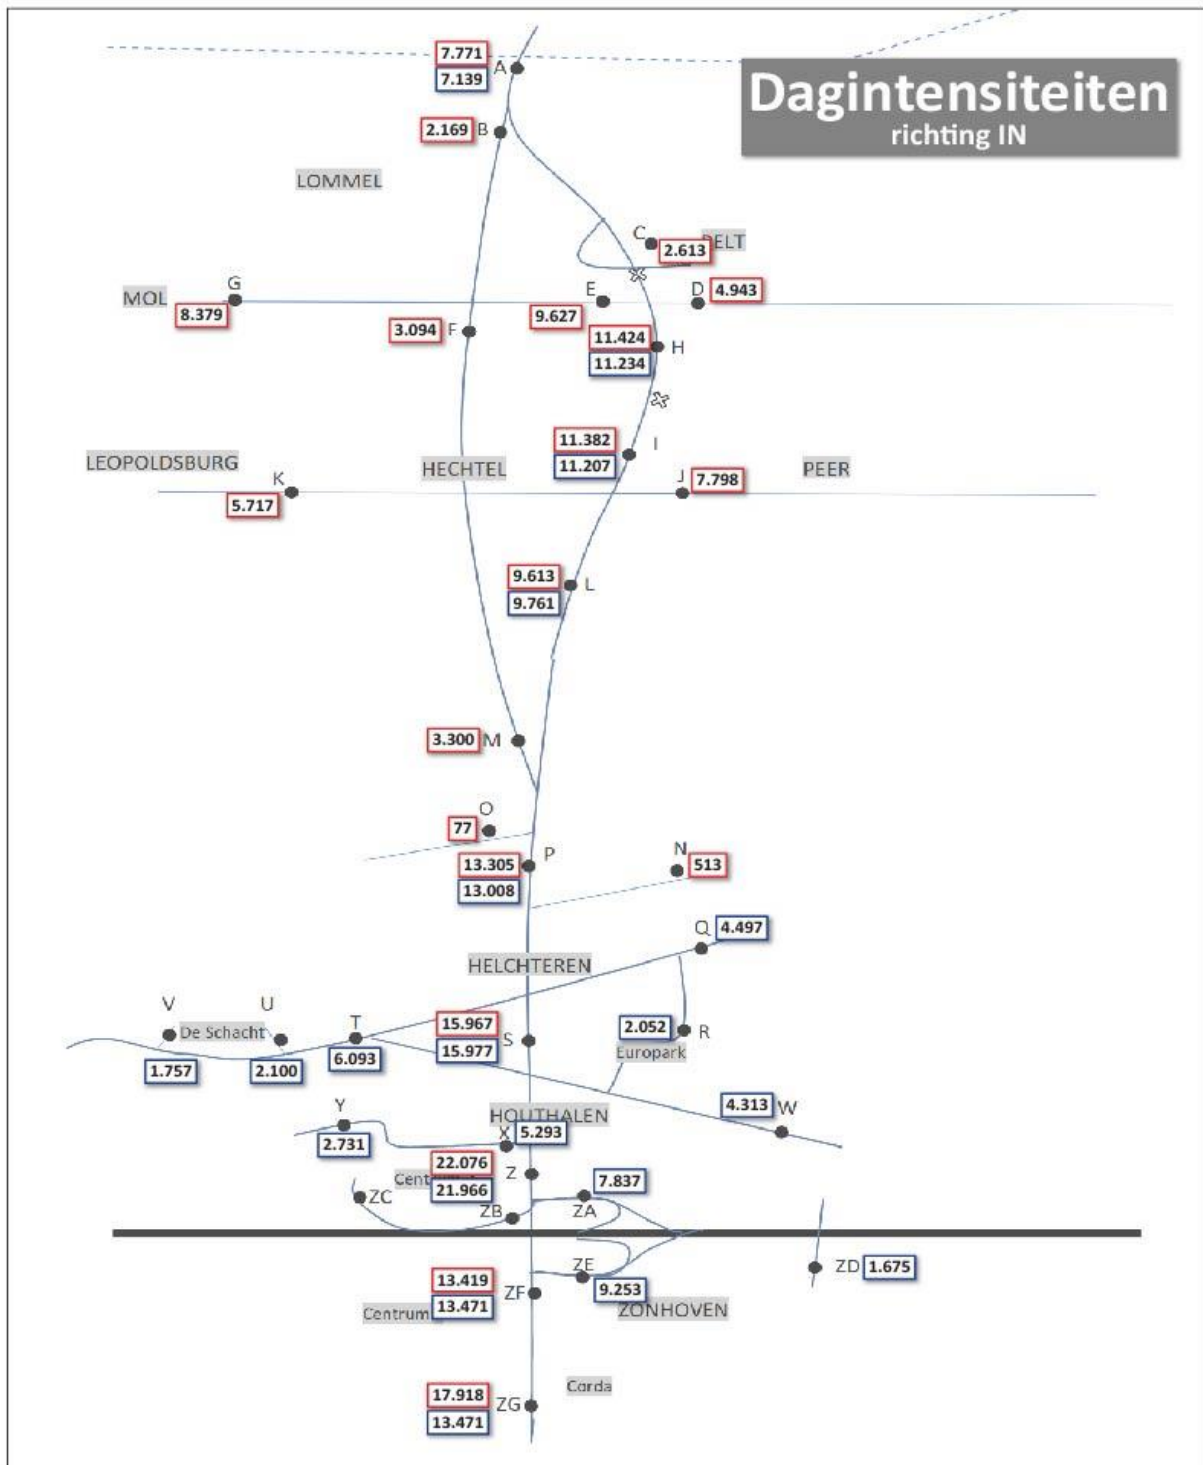 Dagintensiteiten
richting IN
7.771
A
7.139
2.169 B
LOMMEL
C
2.613
G
MOL
8.379
E
9.627
D
4.943
3.094 F
11.424
H
11.234
11.382
I
11.207
LEOPOLDSBURG
HECHTEL
PEER
K
5.717
J
7.798
9.613
L
9.761
3.300 M
O
77
P
13.305
13.008
N
513
Q 4.497
HELCHTEREN
V
De Schacht
U
T
1.757
2.100
6.093
15.967
S
15.977
2.052
R
Europark
4.313 W
HOUTHALEN
Y
2.731
X
5.293
22.076
Z
21.966
ZC
ZB
7.837
ZA
ZE
9.253
ZD 1.675
13.419
ZF
13.471
Centrum
ZONHOVEN
Corda
17.918
ZG
13.471